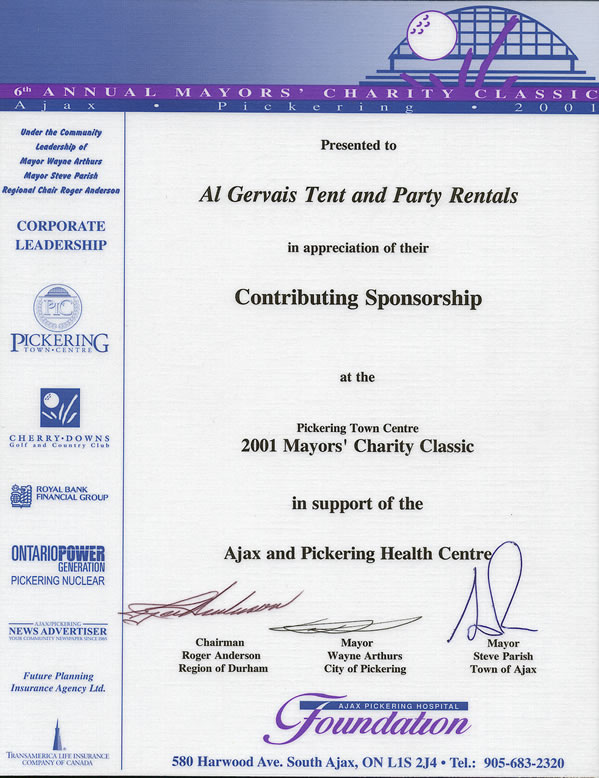 6th ANNUAL MAYORS' CHARITY CLASSIC
Ajax • Pickering • 2001
Under the Community
Leadership of
Mayor Wayne Arthurs
Mayor Steve Parish
Regional Chair Roger Anderson
CORPORATE
LEADERSHIP
PTC
PICKERING
TOWN•CENTRE
CHERRY•DOWNS
Golf and Country Club
ROYAL BANK
FINANCIAL GROUP
ONTARIOPOWER
GENERATION
PICKERING NUCLEAR
AJAX/PICKERING
NEWS ADVERTISER
YOUR COMMUNITY NEWSPAPER SINCE 1965
Future Planning
Insurance Agency Ltd.
TRANSAMERICA LIFE INSURANCE
COMPANY OF CANADA
Presented to
Al Gervais Tent and Party Rentals
in appreciation of their
Contributing Sponsorship
at the
Pickering Town Centre
2001 Mayors' Charity Classic
in support of the
Ajax and Pickering Health Centre
Chairman
Roger Anderson
Region of Durham
Mayor
Wayne Arthurs
City of Pickering
Mayor
Steve Parish
Town of Ajax
AJAX PICKERING HOSPITAL
Foundation
580 Harwood Ave. South Ajax, ON L1S 2J4 • Tel.: 905-683-2320